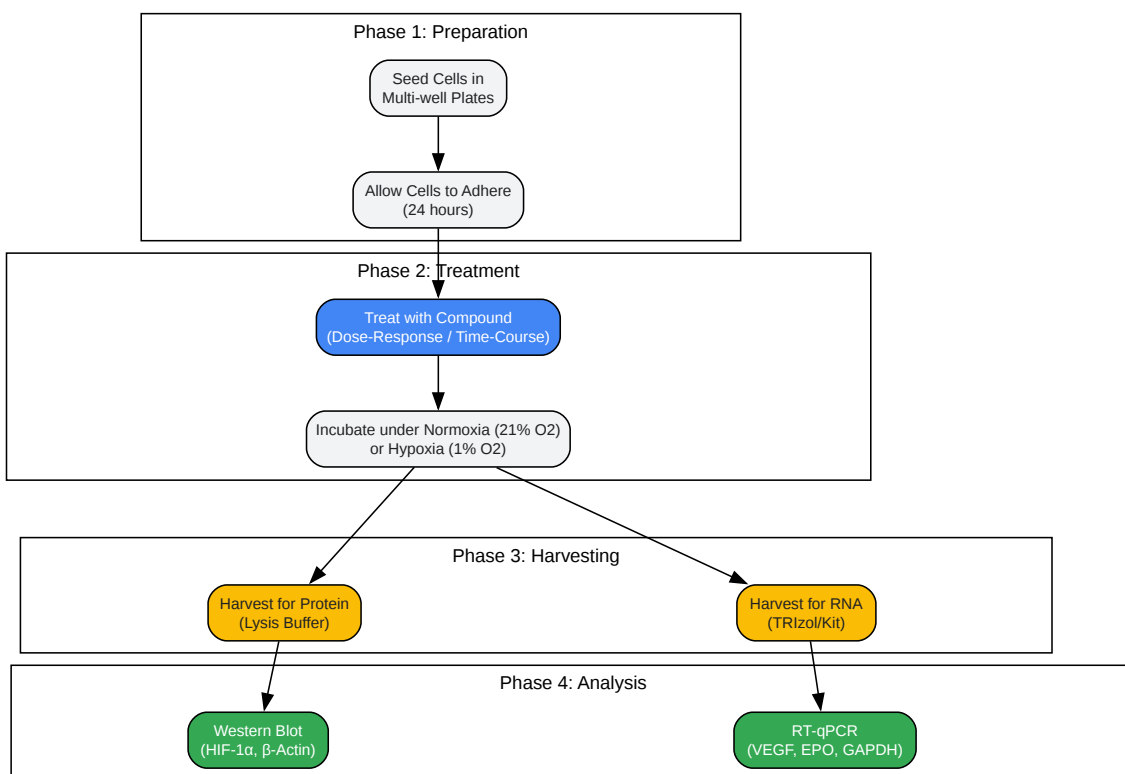 Phase 1: Preparation
Seed Cells in
Multi-well Plates
Allow Cells to Adhere
(24 hours)
Phase 2: Treatment
Treat with Compound
(Dose-Response / Time-Course)
Incubate under Normoxia (21% O2)
or Hypoxia (1% O2)
Phase 3: Harvesting
Harvest for Protein
(Lysis Buffer)
Harvest for RNA
(TRIzol/Kit)
Phase 4: Analysis
Western Blot
(HIF-1α, β-Actin)
RT-qPCR
(VEGF, EPO, GAPDH)